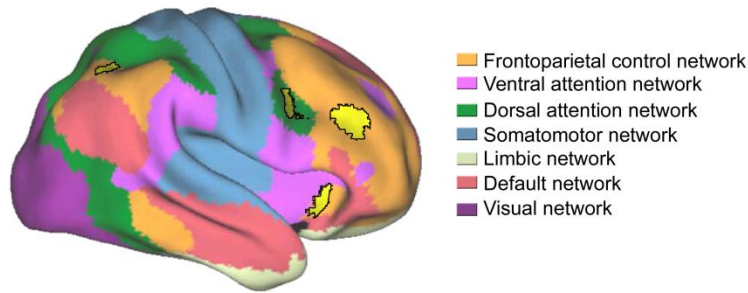 Frontoparietal control network
Ventral attention network
Dorsal attention network
Somatomotor network
Limbic network
Default network
Visual network